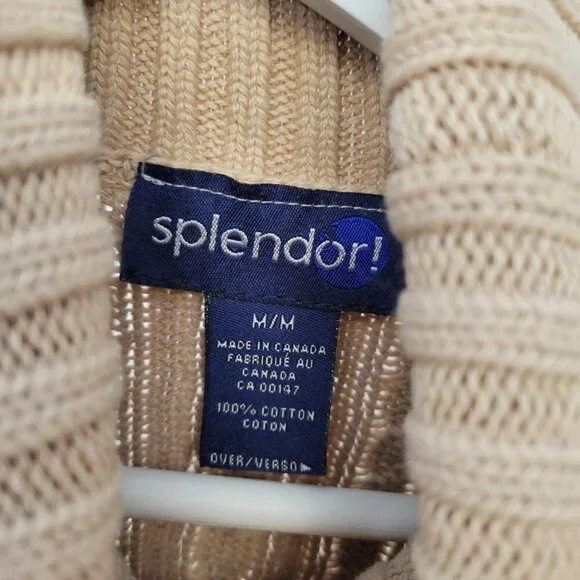 splendor!
M/M
MADE IN CANADA
FABRIQUÉ AU
CANADA
CA 00147
100% COTTON
COTON
OVER/VERSO▶